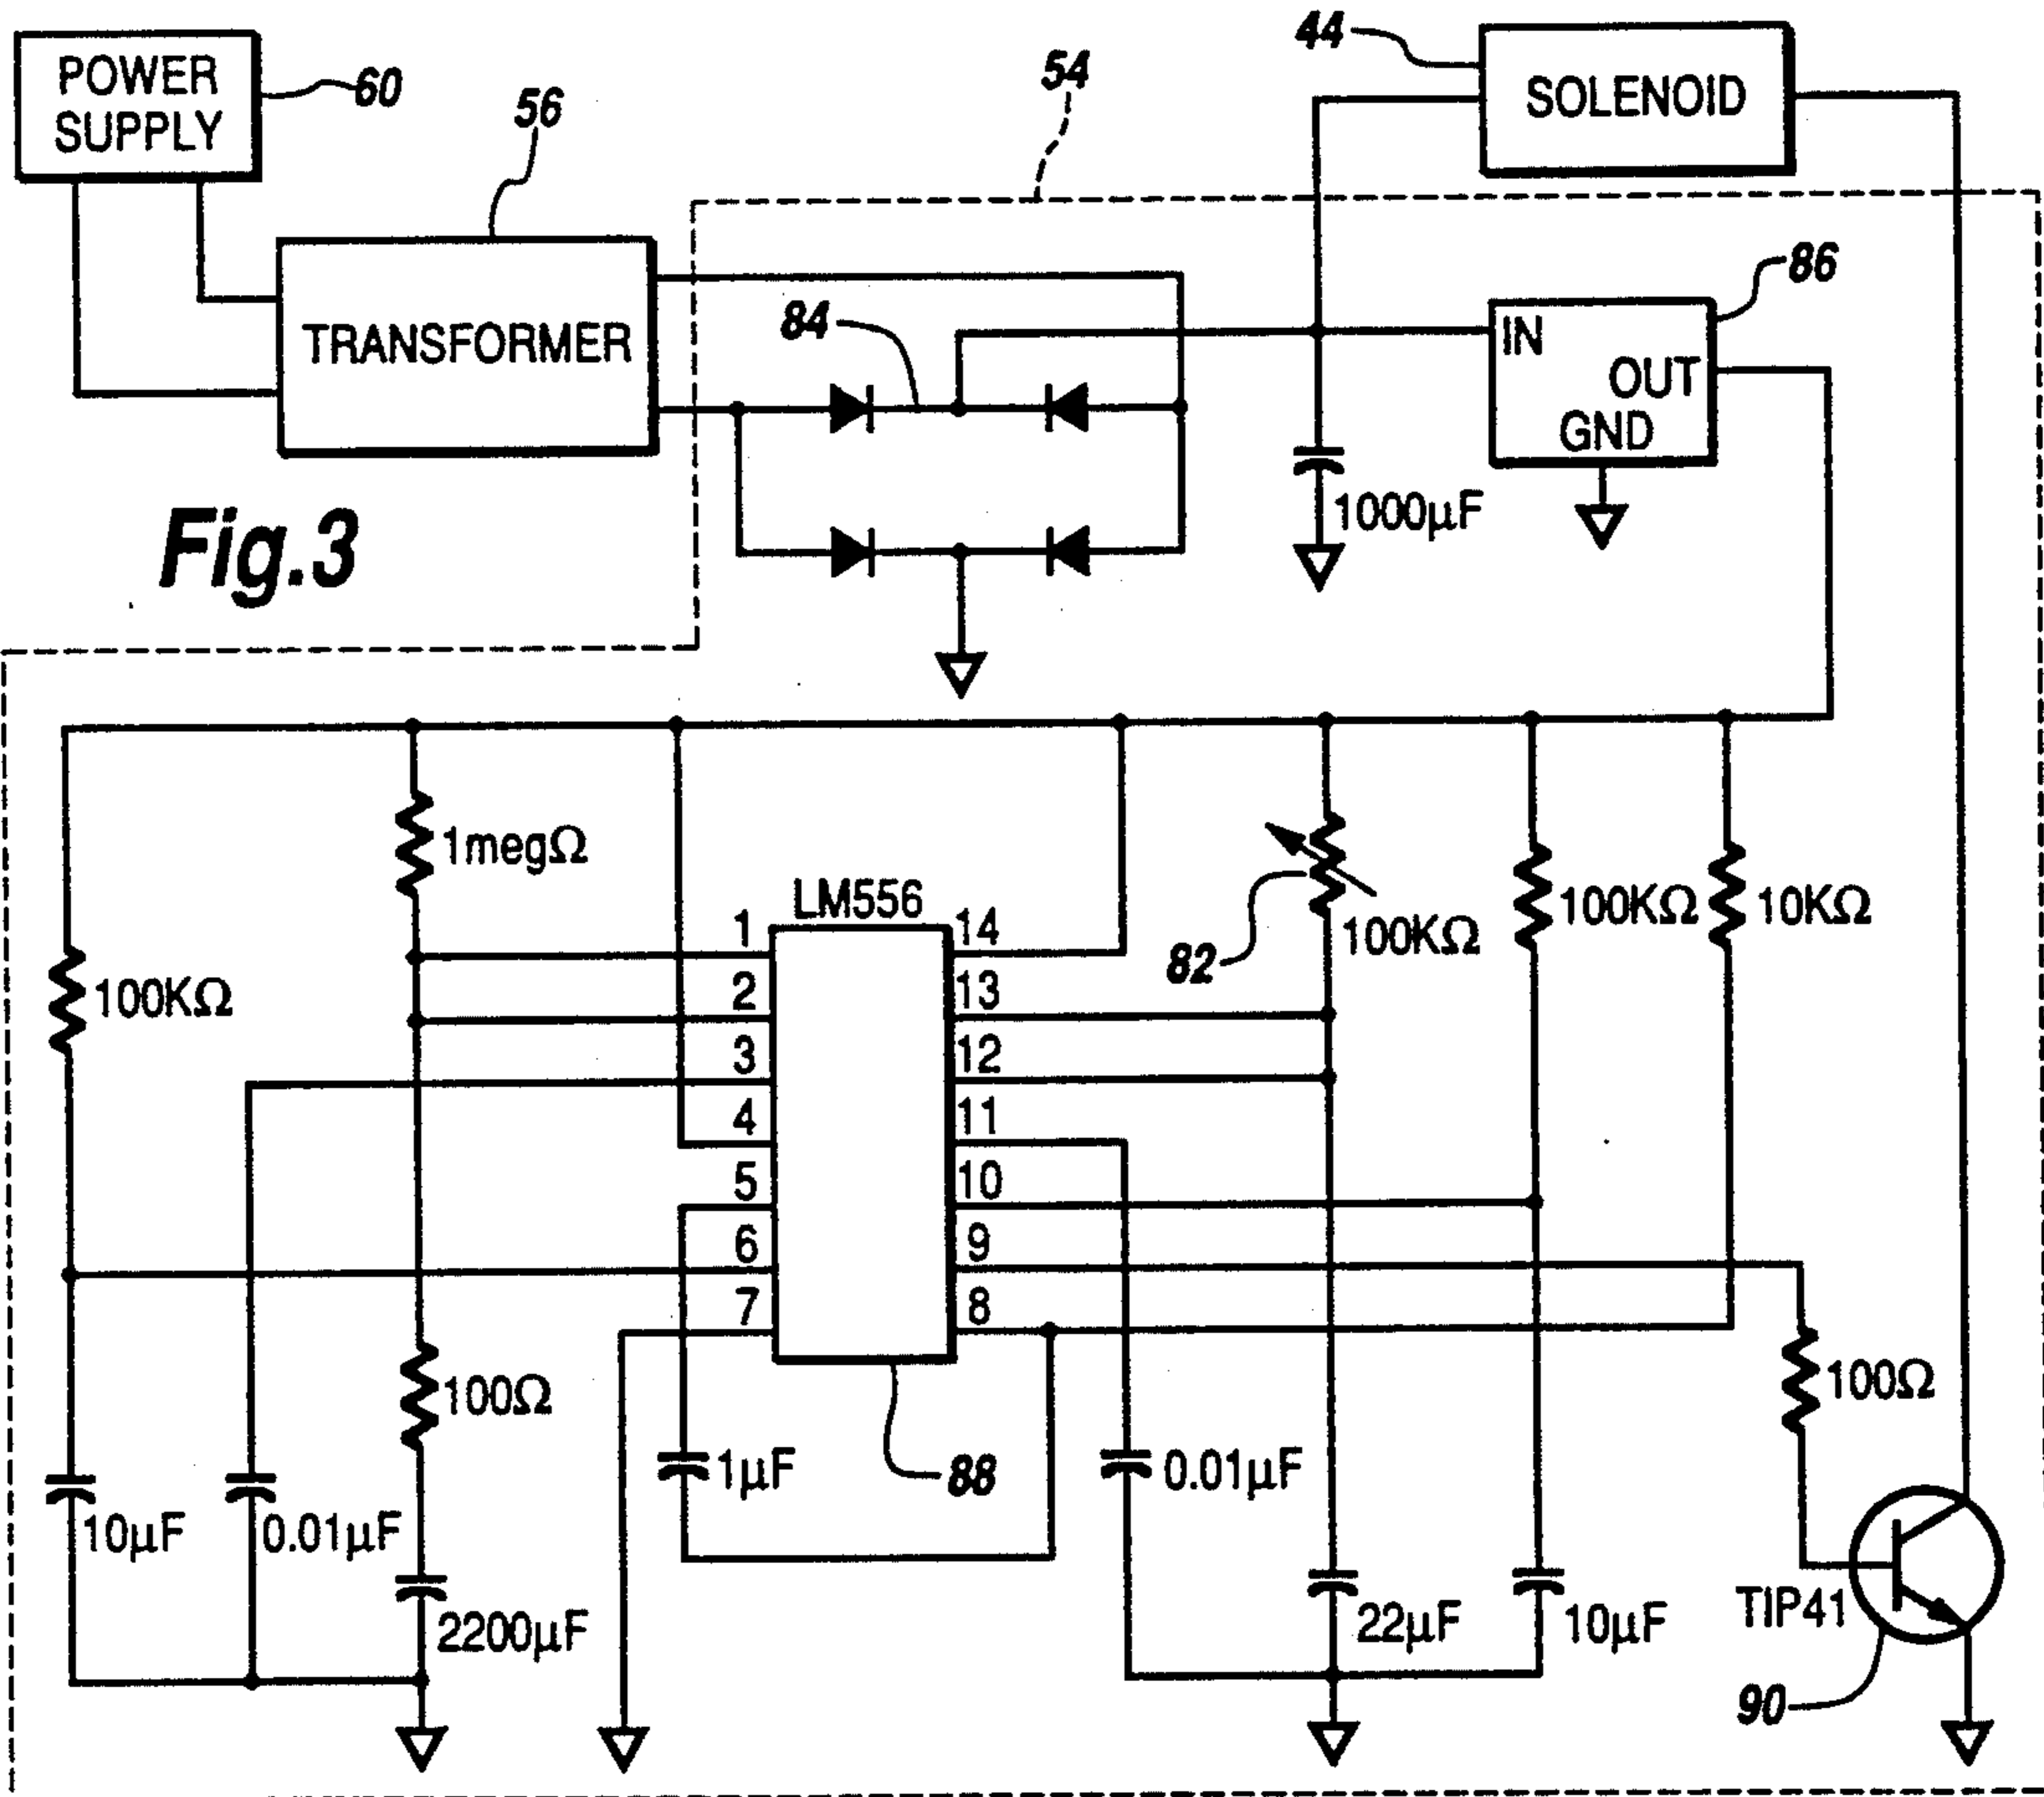 POWER
SUPPLY
60
56
54
44
SOLENOID
TRANSFORMER
84
86
IN
OUT
GND
1000µF
Fig.3
1megΩ
LM556
100KΩ
82
100KΩ
100KΩ
10KΩ
1
2
3
4
5
6
7
14
13
12
11
10
9
8
100Ω
100Ω
1µF
88
0.01µF
10µF
0.01µF
2200µF
22µF
10µF
TIP41
90